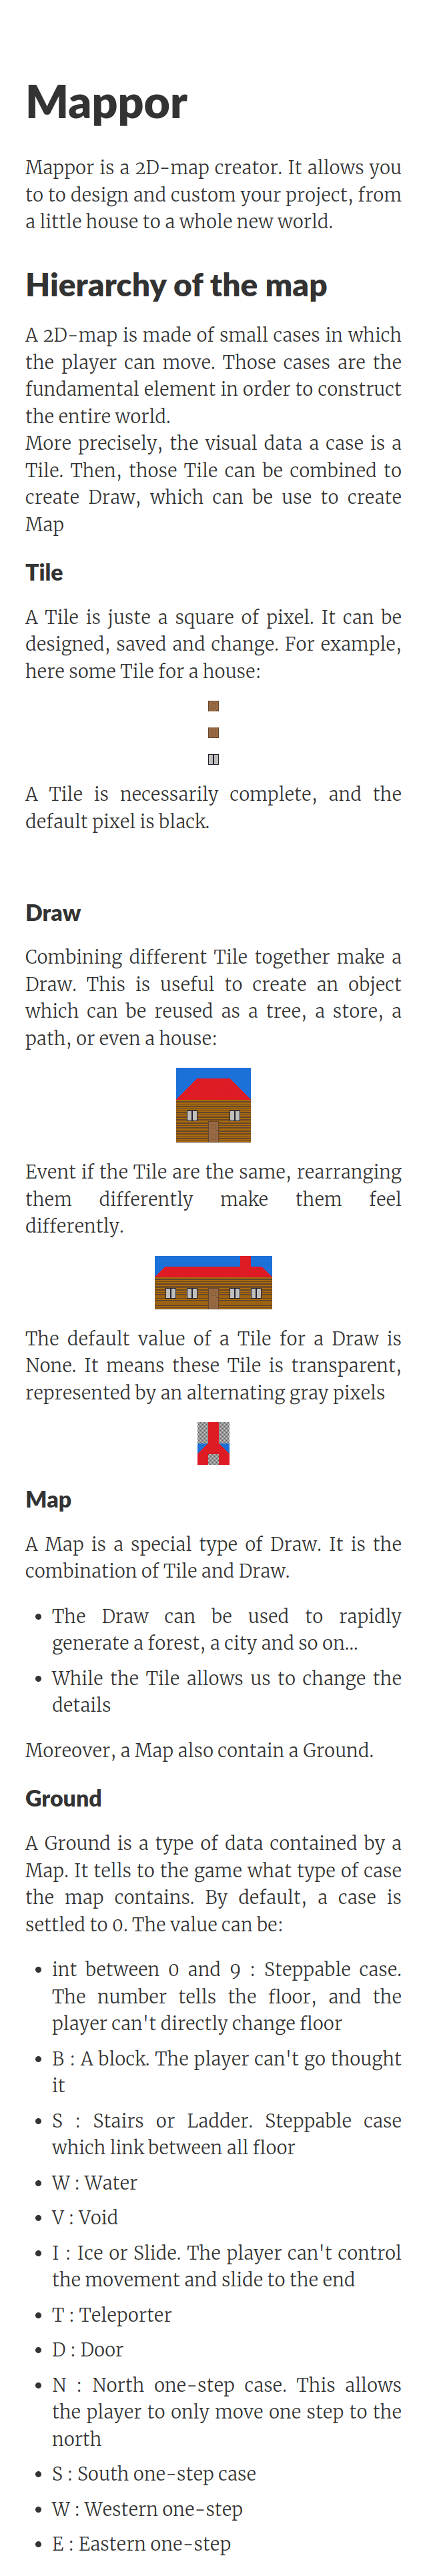 Mappor
Mappor is a 2D-map creator. It allows you
to to design and custom your project, from
a little house to a whole new world.
Hierarchy of the map
A 2D-map is made of small cases in which
the player can move. Those cases are the
fundamental element in order to construct
the entire world.
More precisely, the visual data a case is a
Tile. Then, those Tile can be combined to
create Draw, which can be use to create
Map
Tile
A Tile is juste a square of pixel. It can be
designed, saved and change. For example,
here some Tile for a house:
A Tile is necessarily complete, and the
default pixel is black.
Draw
Combining different Tile together make a
Draw. This is useful to create an object
which can be reused as a tree, a store, a
path, or even a house:
Event if the Tile are the same, rearranging
them differently make them feel
differently.
The default value of a Tile for a Draw is
None. It means these Tile is transparent,
represented by an alternating gray pixels
Map
A Map is a special type of Draw. It is the
combination of Tile and Draw.
• The Draw can be used to rapidly
generate a forest, a city and so on...
• While the Tile allows us to change the
details
Moreover, a Map also contain a Ground.
Ground
A Ground is a type of data contained by a
Map. It tells to the game what type of case
the map contains. By default, a case is
settled to 0. The value can be:
• int between 0 and 9 : Steppable case.
The number tells the floor, and the
player can't directly change floor
• B : A block. The player can't go thought
it
• S : Stairs or Ladder. Steppable case
which link between all floor
• W : Water
• V : Void
• I : Ice or Slide. The player can't control
the movement and slide to the end
• T : Teleporter
• D : Door
• N : North one-step case. This allows
the player to only move one step to the
north
• S : South one-step case
• W : Western one-step
• E : Eastern one-step